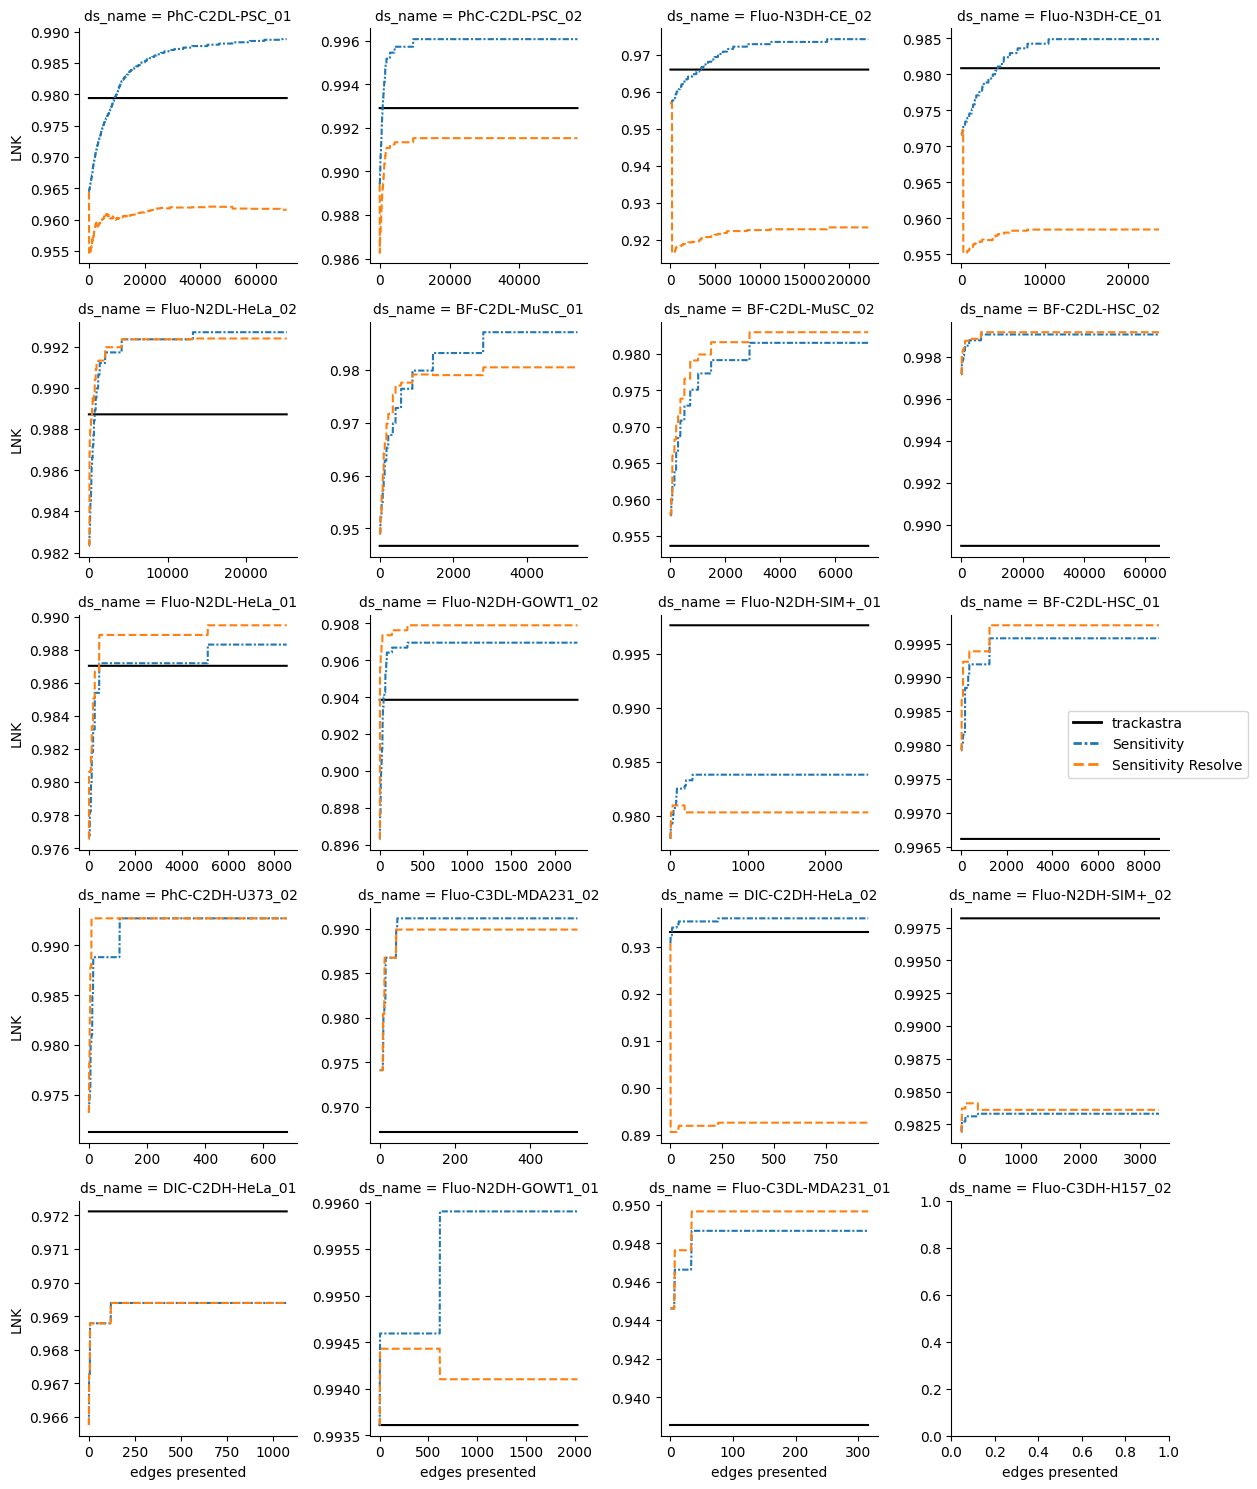 ds_name = PhC-C2DL-PSC_01
ds_name = PhC-C2DL-PSC_02
ds_name = Fluo-N3DH-CE_02
ds_name = Fluo-N3DH-CE_01
LNK
0.990
0.985
0.980
0.975
0.970
0.965
0.960
0.955
0 20000 40000 60000
0.996
0.994
0.992
0.990
0.988
0.986
0 20000 40000
0.97
0.96
0.95
0.94
0.93
0.92
0 5000 10000 15000 20000
0.985
0.980
0.975
0.970
0.965
0.960
0.955
0 10000 20000
ds_name = Fluo-N2DL-HeLa_02
ds_name = BF-C2DL-MuSC_01
ds_name = BF-C2DL-MuSC_02
ds_name = BF-C2DL-HSC_02
LNK
0.992
0.990
0.988
0.986
0.984
0.982
0 10000 20000
0.98
0.97
0.96
0.95
0 2000 4000
0.980
0.975
0.970
0.965
0.960
0.955
0 2000 4000 6000
0.998
0.996
0.994
0.992
0.990
0 20000 40000 60000
ds_name = Fluo-N2DL-HeLa_01
ds_name = Fluo-N2DH-GOWT1_02
ds_name = Fluo-N2DH-SIM+_01
ds_name = BF-C2DL-HSC_01
LNK
0.990
0.988
0.986
0.984
0.982
0.980
0.978
0.976
0 2000 4000 6000 8000
0.908
0.906
0.904
0.902
0.900
0.898
0.896
0 500 1000 1500 2000
0.995
0.990
0.985
0.980
0 1000 2000
0.9995
0.9990
0.9985
0.9980
0.9975
0.9970
0.9965
0 2000 4000 6000 8000
trackastra
Sensitivity
Sensitivity Resolve
ds_name = PhC-C2DH-U373_02
ds_name = Fluo-C3DL-MDA231_02
ds_name = DIC-C2DH-HeLa_02
ds_name = Fluo-N2DH-SIM+_02
LNK
0.990
0.985
0.980
0.975
0 200 400 600
0.990
0.985
0.980
0.975
0.970
0 200 400
0.93
0.92
0.91
0.90
0.89
0 250 500 750
0.9975
0.9950
0.9925
0.9900
0.9875
0.9850
0.9825
0 1000 2000 3000
ds_name = DIC-C2DH-HeLa_01
ds_name = Fluo-N2DH-GOWT1_01
ds_name = Fluo-C3DL-MDA231_01
ds_name = Fluo-C3DH-H157_02
LNK
0.972
0.971
0.970
0.969
0.968
0.967
0.966
0 250 500 750 1000
edges presented
0.9960
0.9955
0.9950
0.9945
0.9940
0.9935
0 500 1000 1500 2000
edges presented
0.950
0.948
0.946
0.944
0.942
0.940
0 100 200 300
edges presented
1.0
0.8
0.6
0.4
0.2
0.0
0.0 0.2 0.4 0.6 0.8 1.0
edges presented